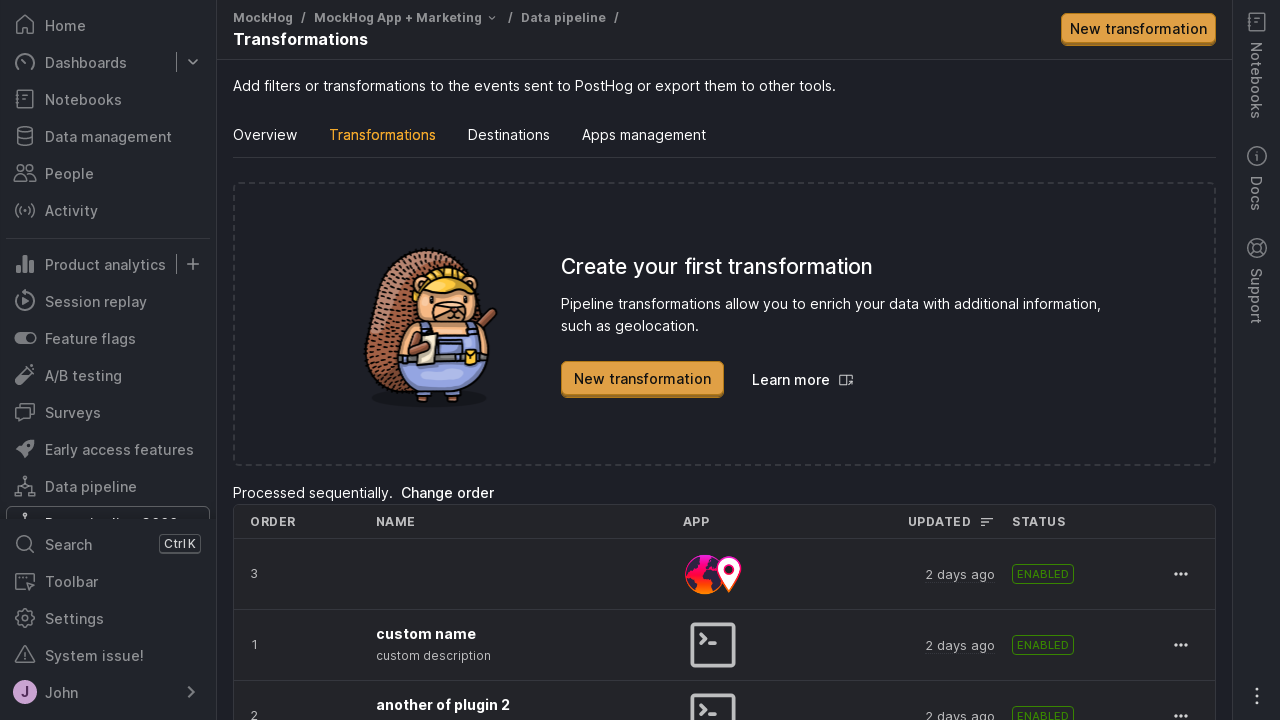 Home
Dashboards
Notebooks
Data management
People
Activity
Product analytics
Session replay
Feature flags
A/B testing
Surveys
Early access features
Data pipeline
Search
Ctrl K
Toolbar
Settings
System issue!
J
John
MockHog / MockHog App + Marketing / Data pipeline /
Transformations
New transformation
Add filters or transformations to the events sent to PostHog or export them to other tools.
Overview Transformations Destinations Apps management
Create your first transformation
Pipeline transformations allow you to enrich your data with additional information,
such as geolocation.
New transformation Learn more
Processed sequentially. Change order
ORDER NAME APP UPDATED STATUS
3 2 days ago ENABLED
1 custom name 2 days ago ENABLED
custom description
2 another of plugin 2 2 days ago ENABLED
Notebooks
Docs
Support